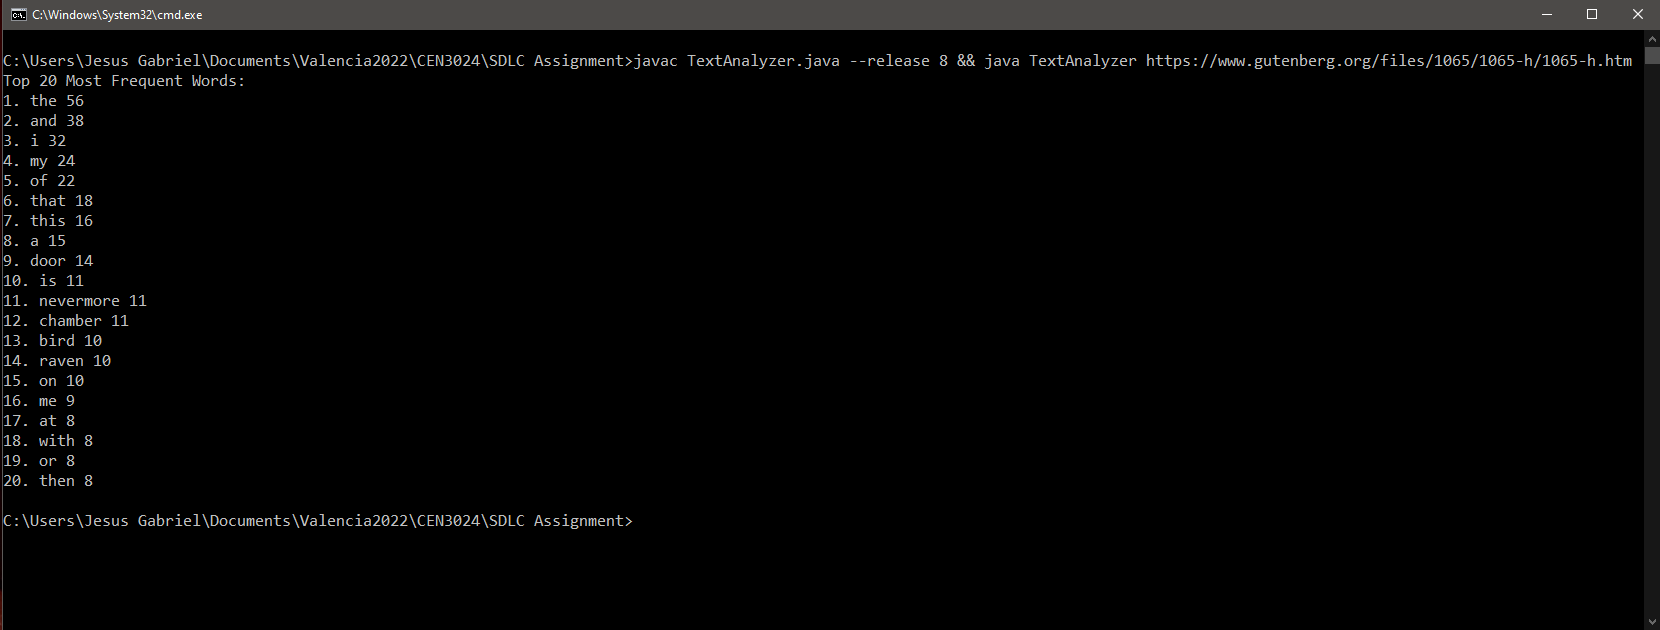 C:\Windows\System32\cmd.exe
C:\Users\Jesus Gabriel\Documents\Valencia2022\CEN3024\SDLC Assignment>javac TextAnalyzer.java --release 8 && java TextAnalyzer https://www.gutenberg.org/files/1065/1065-h/1065-h.htm
Top 20 Most Frequent Words:
1. the 56
2. and 38
3. i 32
4. my 24
5. of 22
6. that 18
7. this 16
8. a 15
9. door 14
10. is 11
11. nevermore 11
12. chamber 11
13. bird 10
14. raven 10
15. on 10
16. me 9
17. at 8
18. with 8
19. or 8
20. then 8
C:\Users\Jesus Gabriel\Documents\Valencia2022\CEN3024\SDLC Assignment>